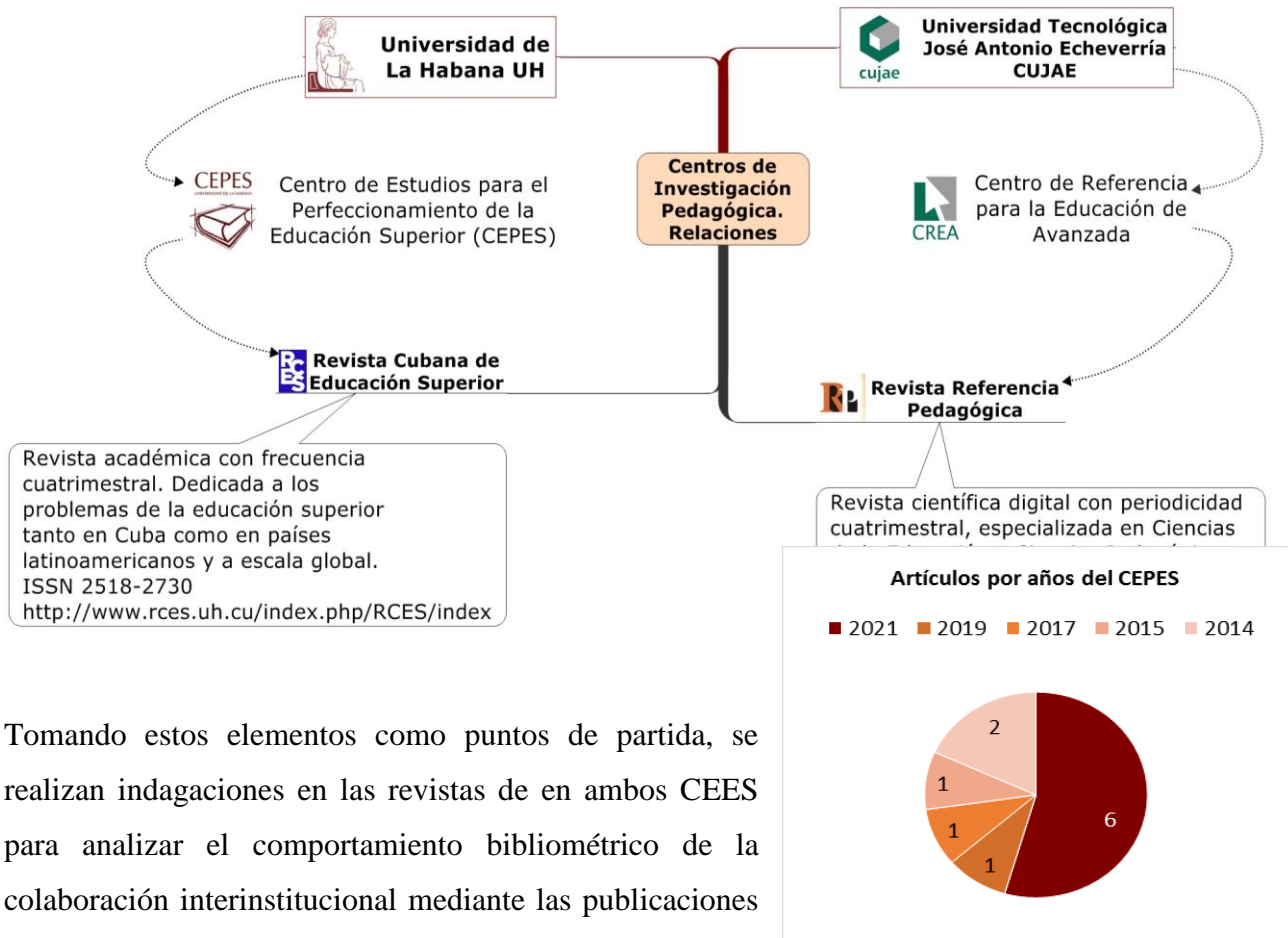 Universidad de
La Habana UH
cujae
Universidad Tecnológica
José Antonio Echeverría
CUJAE
CEPES
Centro de Estudios para el
Perfeccionamiento de la
Educación Superior (CEPES)
Centros de
Investigación
Pedagógica.
Relaciones
CREA
Centro de Referencia
para la Educación de
Avanzada
RCES
Revista Cubana de
Educación Superior
RP
Revista Referencia
Pedagógica
Revista académica con frecuencia
cuatrimestral. Dedicada a los
problemas de la educación superior
tanto en Cuba como en países
latinoamericanos y a escala global.
ISSN 2518-2730
http://www.rces.uh.cu/index.php/RCES/index
Revista científica digital con periodicidad
cuatrimestral, especializada en Ciencias
Artículos por años del CEPES
2021 2019 2017 2015 2014
2
1
1
1
6
Tomando estos elementos como puntos de partida, se
realizan indagaciones en las revistas de en ambos CEES
para analizar el comportamiento bibliométrico de la
colaboración interinstitucional mediante las publicaciones